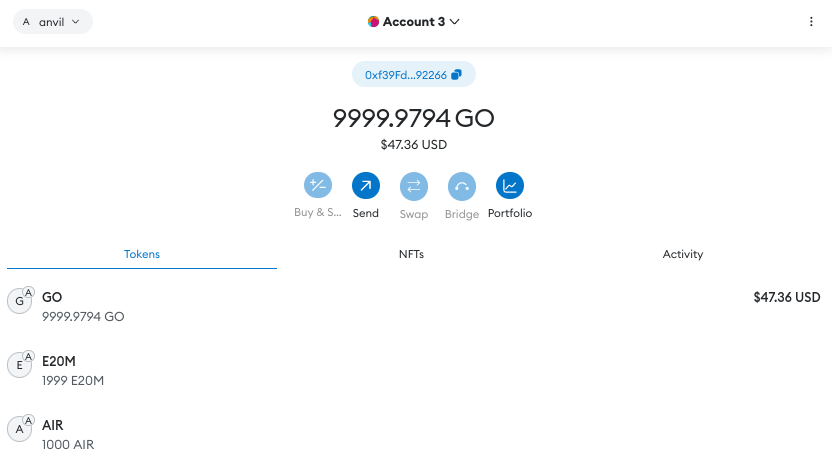 A anvil
Account 3
0xf39Fd...92266
9999.9794 GO
$47.36 USD
Buy & S... Send Swap Bridge Portfolio
Tokens NFTs Activity
G A GO $47.36 USD
9999.9794 GO
E A E20M
1999 E20M
A A AIR
1000 AIR